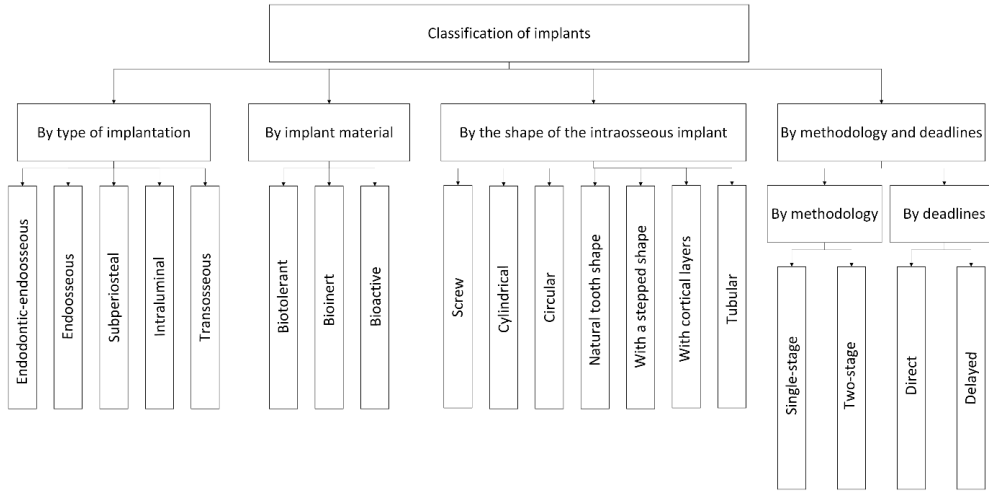 Classification of implants
By type of implantation
By implant material
By the shape of the intraosseous implant
By methodology and deadlines
By methodology
By deadlines
Endodontic-endoosseous
Endoosseous
Subperiosteal
Intraluminal
Transosseous
Biotolerant
Bioinert
Bioactive
Screw
Cylindrical
Circular
Natural tooth shape
With a stepped shape
With cortical layers
Tubular
Single-stage
Two-stage
Direct
Delayed